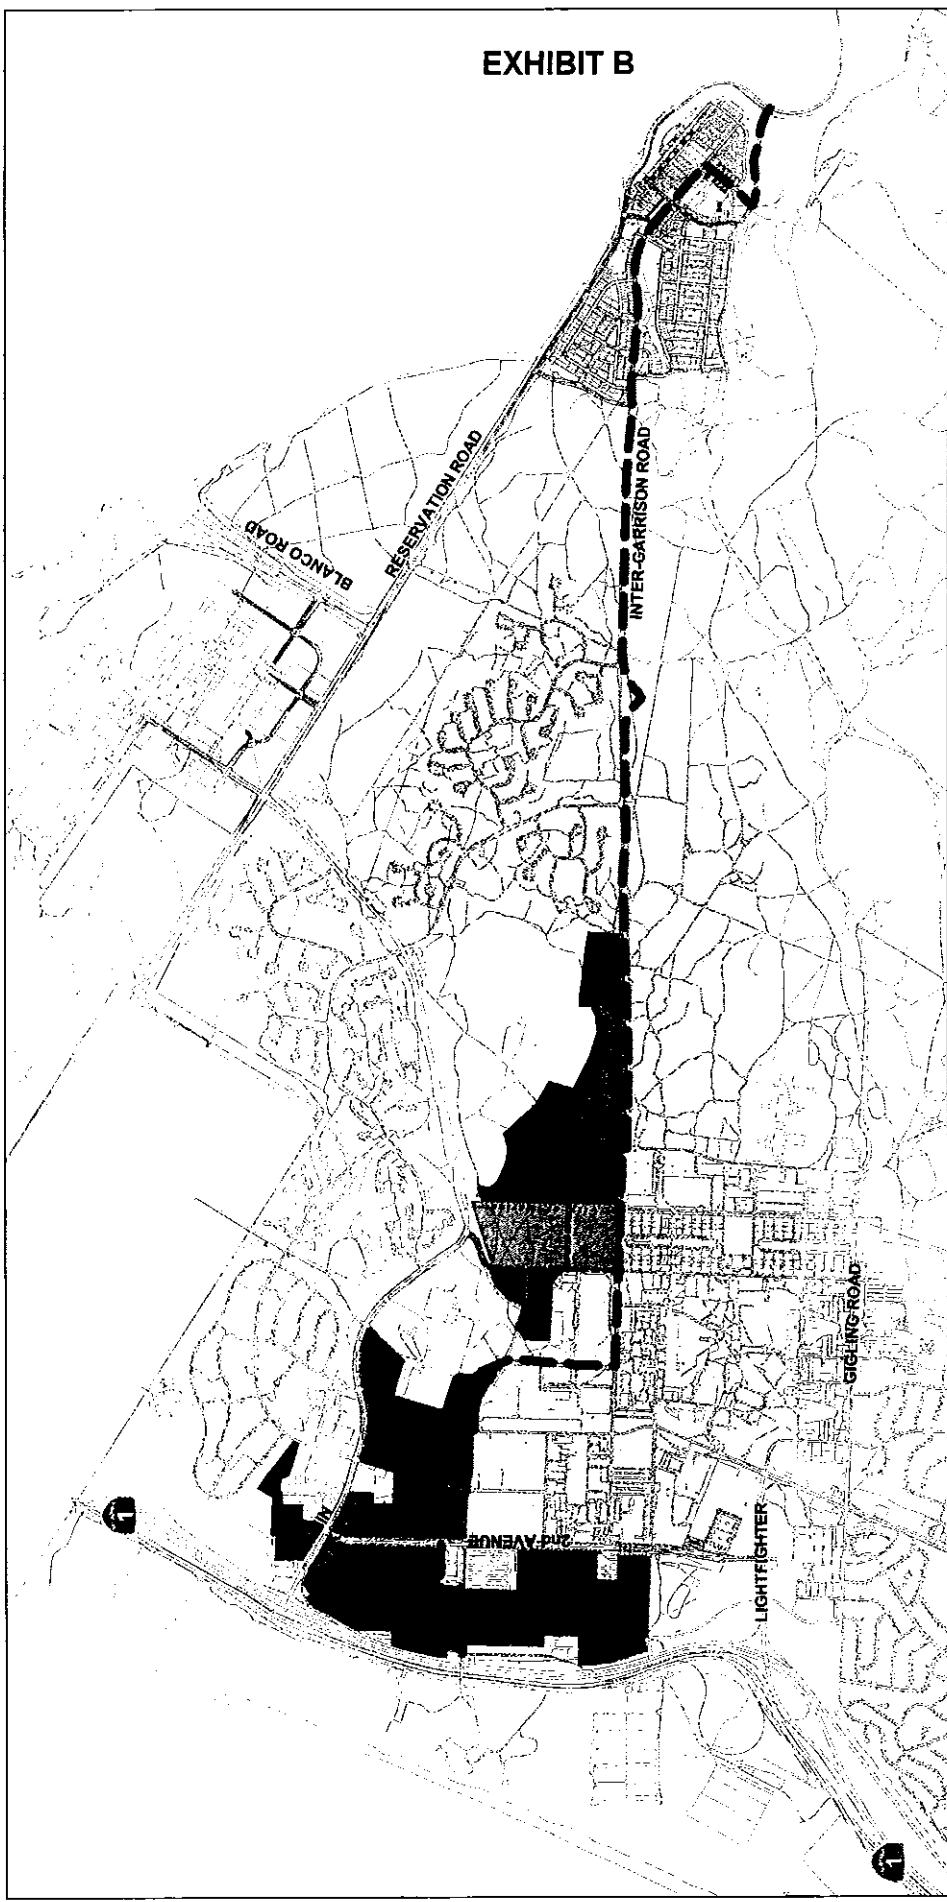 EXHIBIT B
BLANCO ROAD
RESERVATION ROAD
INTER-GARRISON ROAD
GIGLING ROAD
2nd AVENUE
LIGHTFIGHTER
1
1